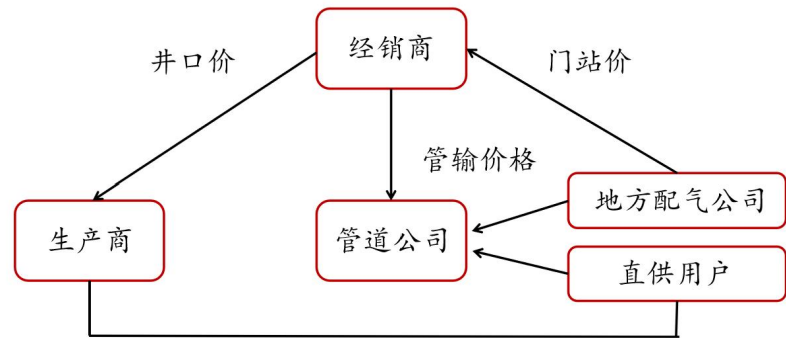 经销商
井口价
门站价
管输价格
生产商
管道公司
地方配气公司
直供用户